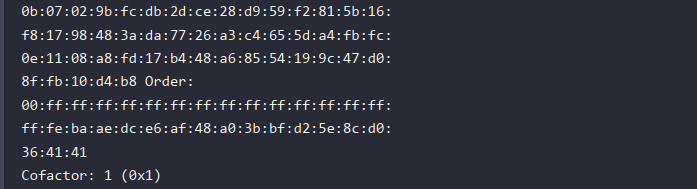 0b:07:02:9b:fc:db:2d:ce:28:d9:59:f2:81:5b:16:
f8:17:98:48:3a:da:77:26:a3:c4:65:5d:a4:fb:fc:
0e:11:08:a8:fd:17:b4:48:a6:85:54:19:9c:47:d0:
8f:fb:10:d4:b8 Order:
00:ff:ff:ff:ff:ff:ff:ff:ff:ff:ff:ff:ff:ff:ff:
ff:fe:ba:ae:dc:e6:af:48:a0:3b:bf:d2:5e:8c:d0:
36:41:41
Cofactor: 1 (0x1)